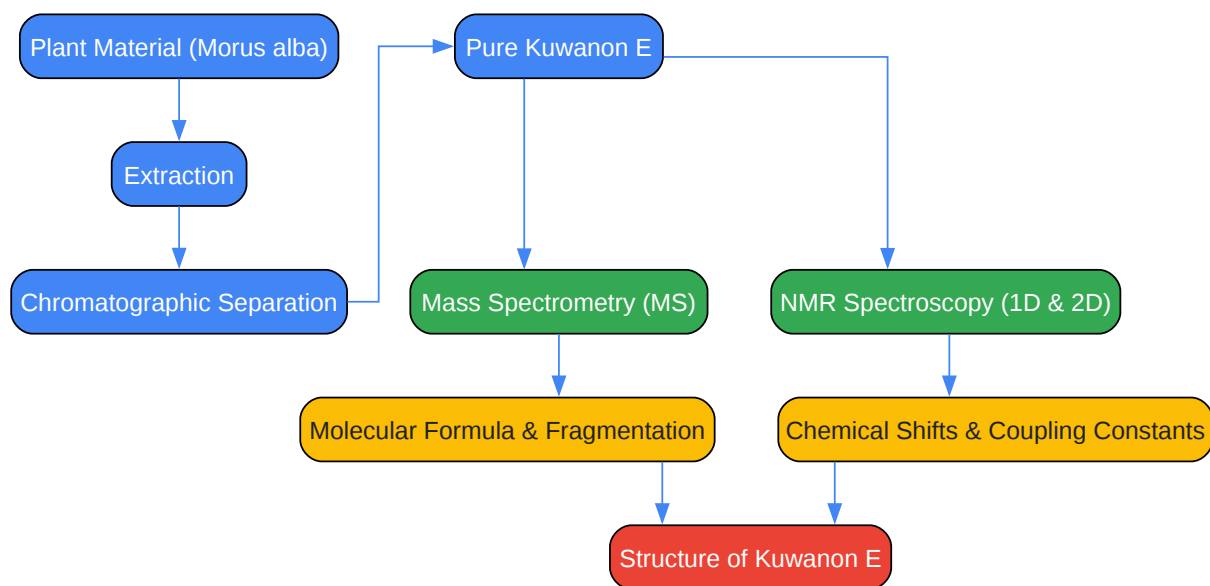 Plant Material (Morus alba)
Pure Kuwanon E
Extraction
Chromatographic Separation
Mass Spectrometry (MS)
NMR Spectroscopy (1D & 2D)
Molecular Formula & Fragmentation
Chemical Shifts & Coupling Constants
Structure of Kuwanon E